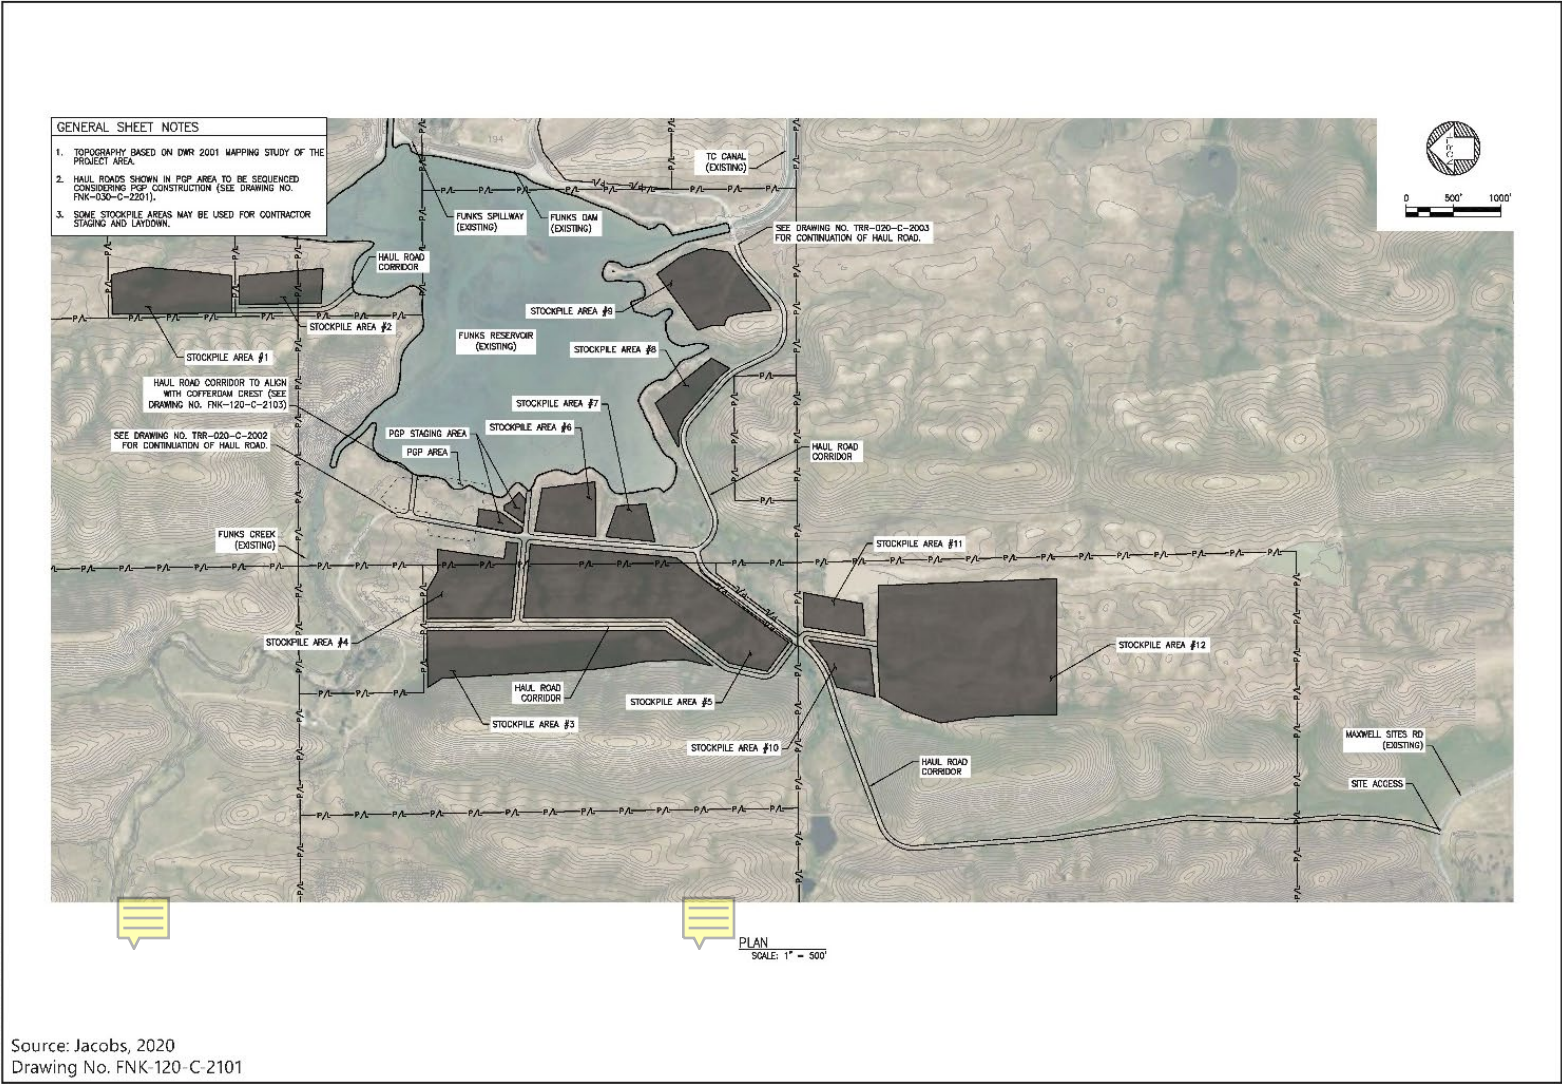 GENERAL SHEET NOTES
1. TOPOGRAPHY BASED ON DWR 2001 MAPPING STUDY OF THE
PROJECT AREA.
2. HAUL ROADS SHOWN IN PGP AREA TO BE SEQUENCED
CONSIDERING PGP CONSTRUCTION (SEE DRAWING NO.
FNK-030-C-2201).
3. SOME STOCKPILE AREAS MAY BE USED FOR CONTRACTOR
STAGING AND LAYDOWN.
TC CANAL
(EXISTING)
0 500' 1000'
FUNKS SPILLWAY
(EXISTING)
FUNKS DAM
(EXISTING)
SEE DRAWING NO. TRR-020-C-2003
FOR CONTINUATION OF HAUL ROAD.
HAUL ROAD
CORRIDOR
STOCKPILE AREA #9
STOCKPILE AREA #2
FUNKS RESERVOIR
(EXISTING)
STOCKPILE AREA #8
STOCKPILE AREA #1
HAUL ROAD CORRIDOR TO ALIGN
WITH COFFERDAM CREST (SEE
DRAWING NO. FNK-120-C-2103)
STOCKPILE AREA #7
STOCKPILE AREA #6
PGP STAGING AREA
PGP AREA
SEE DRAWING NO. TRR-020-C-2002
FOR CONTINUATION OF HAUL ROAD.
HAUL ROAD
CORRIDOR
FUNKS CREEK
(EXISTING)
STOCKPILE AREA #11
STOCKPILE AREA #4
STOCKPILE AREA #12
HAUL ROAD
CORRIDOR
STOCKPILE AREA #5
STOCKPILE AREA #3
STOCKPILE AREA #10
MAXWELL SITES RD
(EXISTING)
HAUL ROAD
CORRIDOR
SITE ACCESS
PLAN
SCALE: 1" = 500'
Source: Jacobs, 2020
Drawing No. FNK-120-C-2101